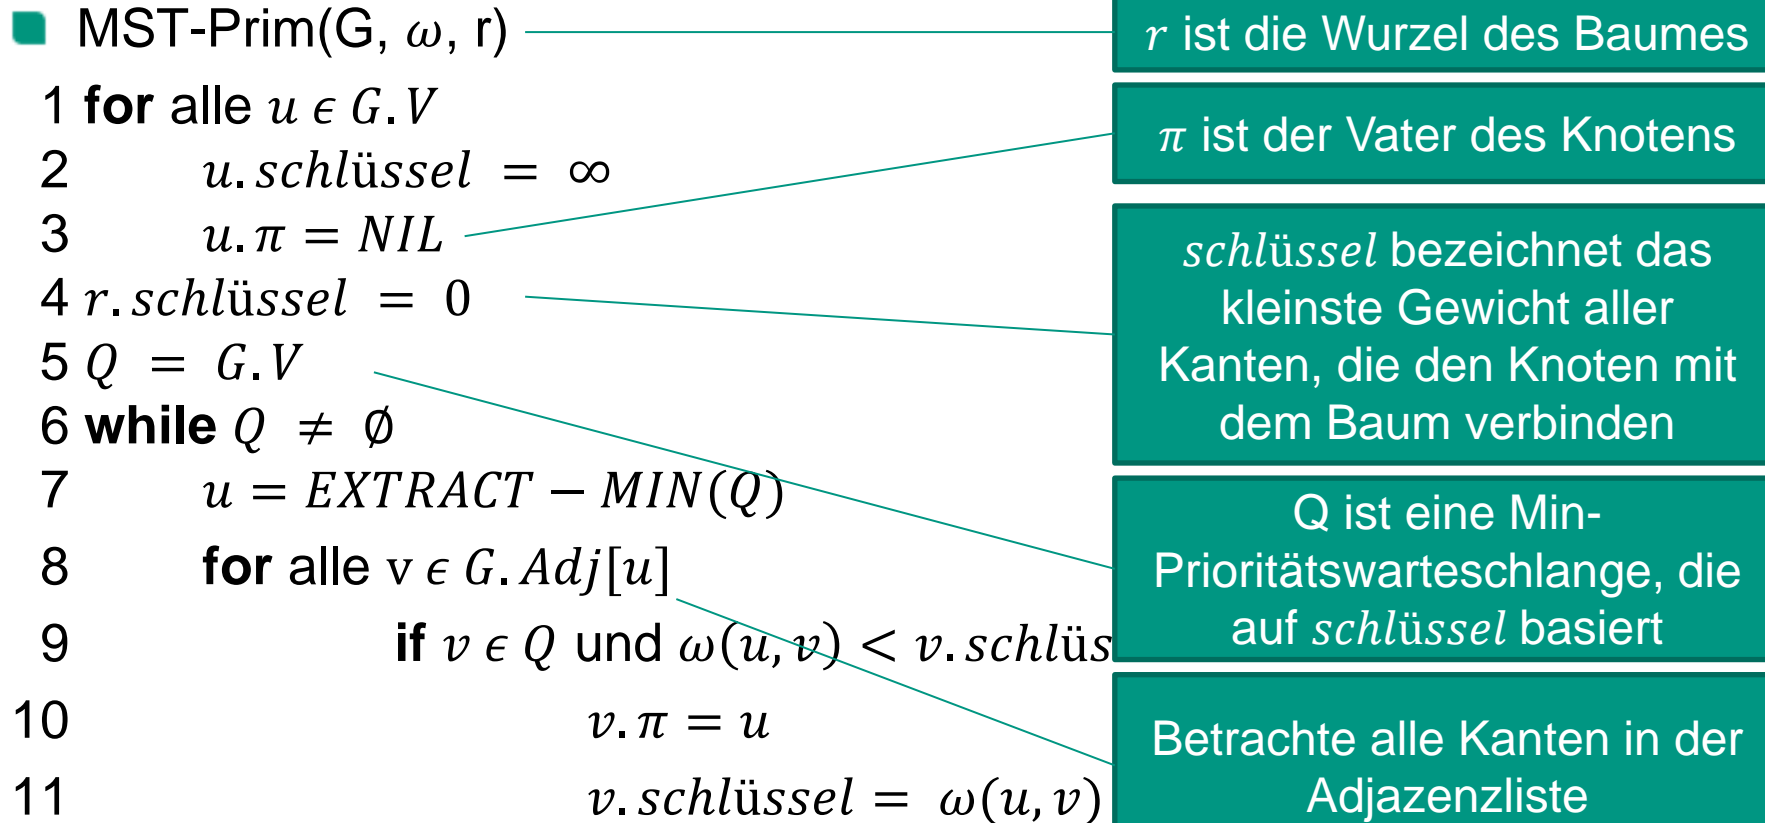 MST-Prim(G, ω, r)
1 for alle u ϵ G.V
2 u.schlüssel = ∞
3 u.π = NIL
4 r.schlüssel = 0
5 Q = G.V
6 while Q ≠ ∅
7 u = EXTRACT − MIN(Q)
8 for alle v ϵ G.Adj[u]
9 if v ϵ Q und ω(u, v) < v.schlüs
10 v.π = u
11 v.schlüssel = ω(u, v)
r ist die Wurzel des Baumes
π ist der Vater des Knotens
schlüssel bezeichnet das
kleinste Gewicht aller
Kanten, die den Knoten mit
dem Baum verbinden
Q ist eine Min-
Prioritätswarteschlange, die
auf schlüssel basiert
Betrachte alle Kanten in der
Adjazenzliste